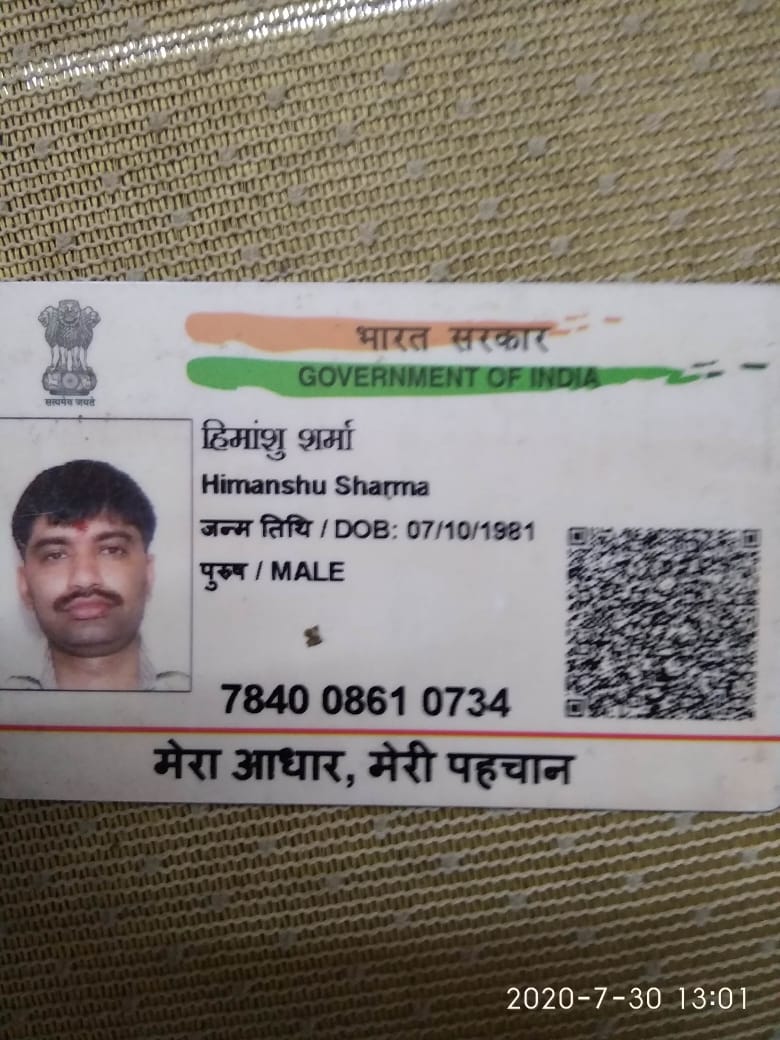 सत्यमेव जयते
भारत सरकार
GOVERNMENT OF INDIA
हिमांशु शर्मा
Himanshu Sharma
जन्म तिथि / DOB: 07/10/1981
पुरुष / MALE
7840 0861 0734
मेरा आधार, मेरी पहचान
2020-7-30 13:01